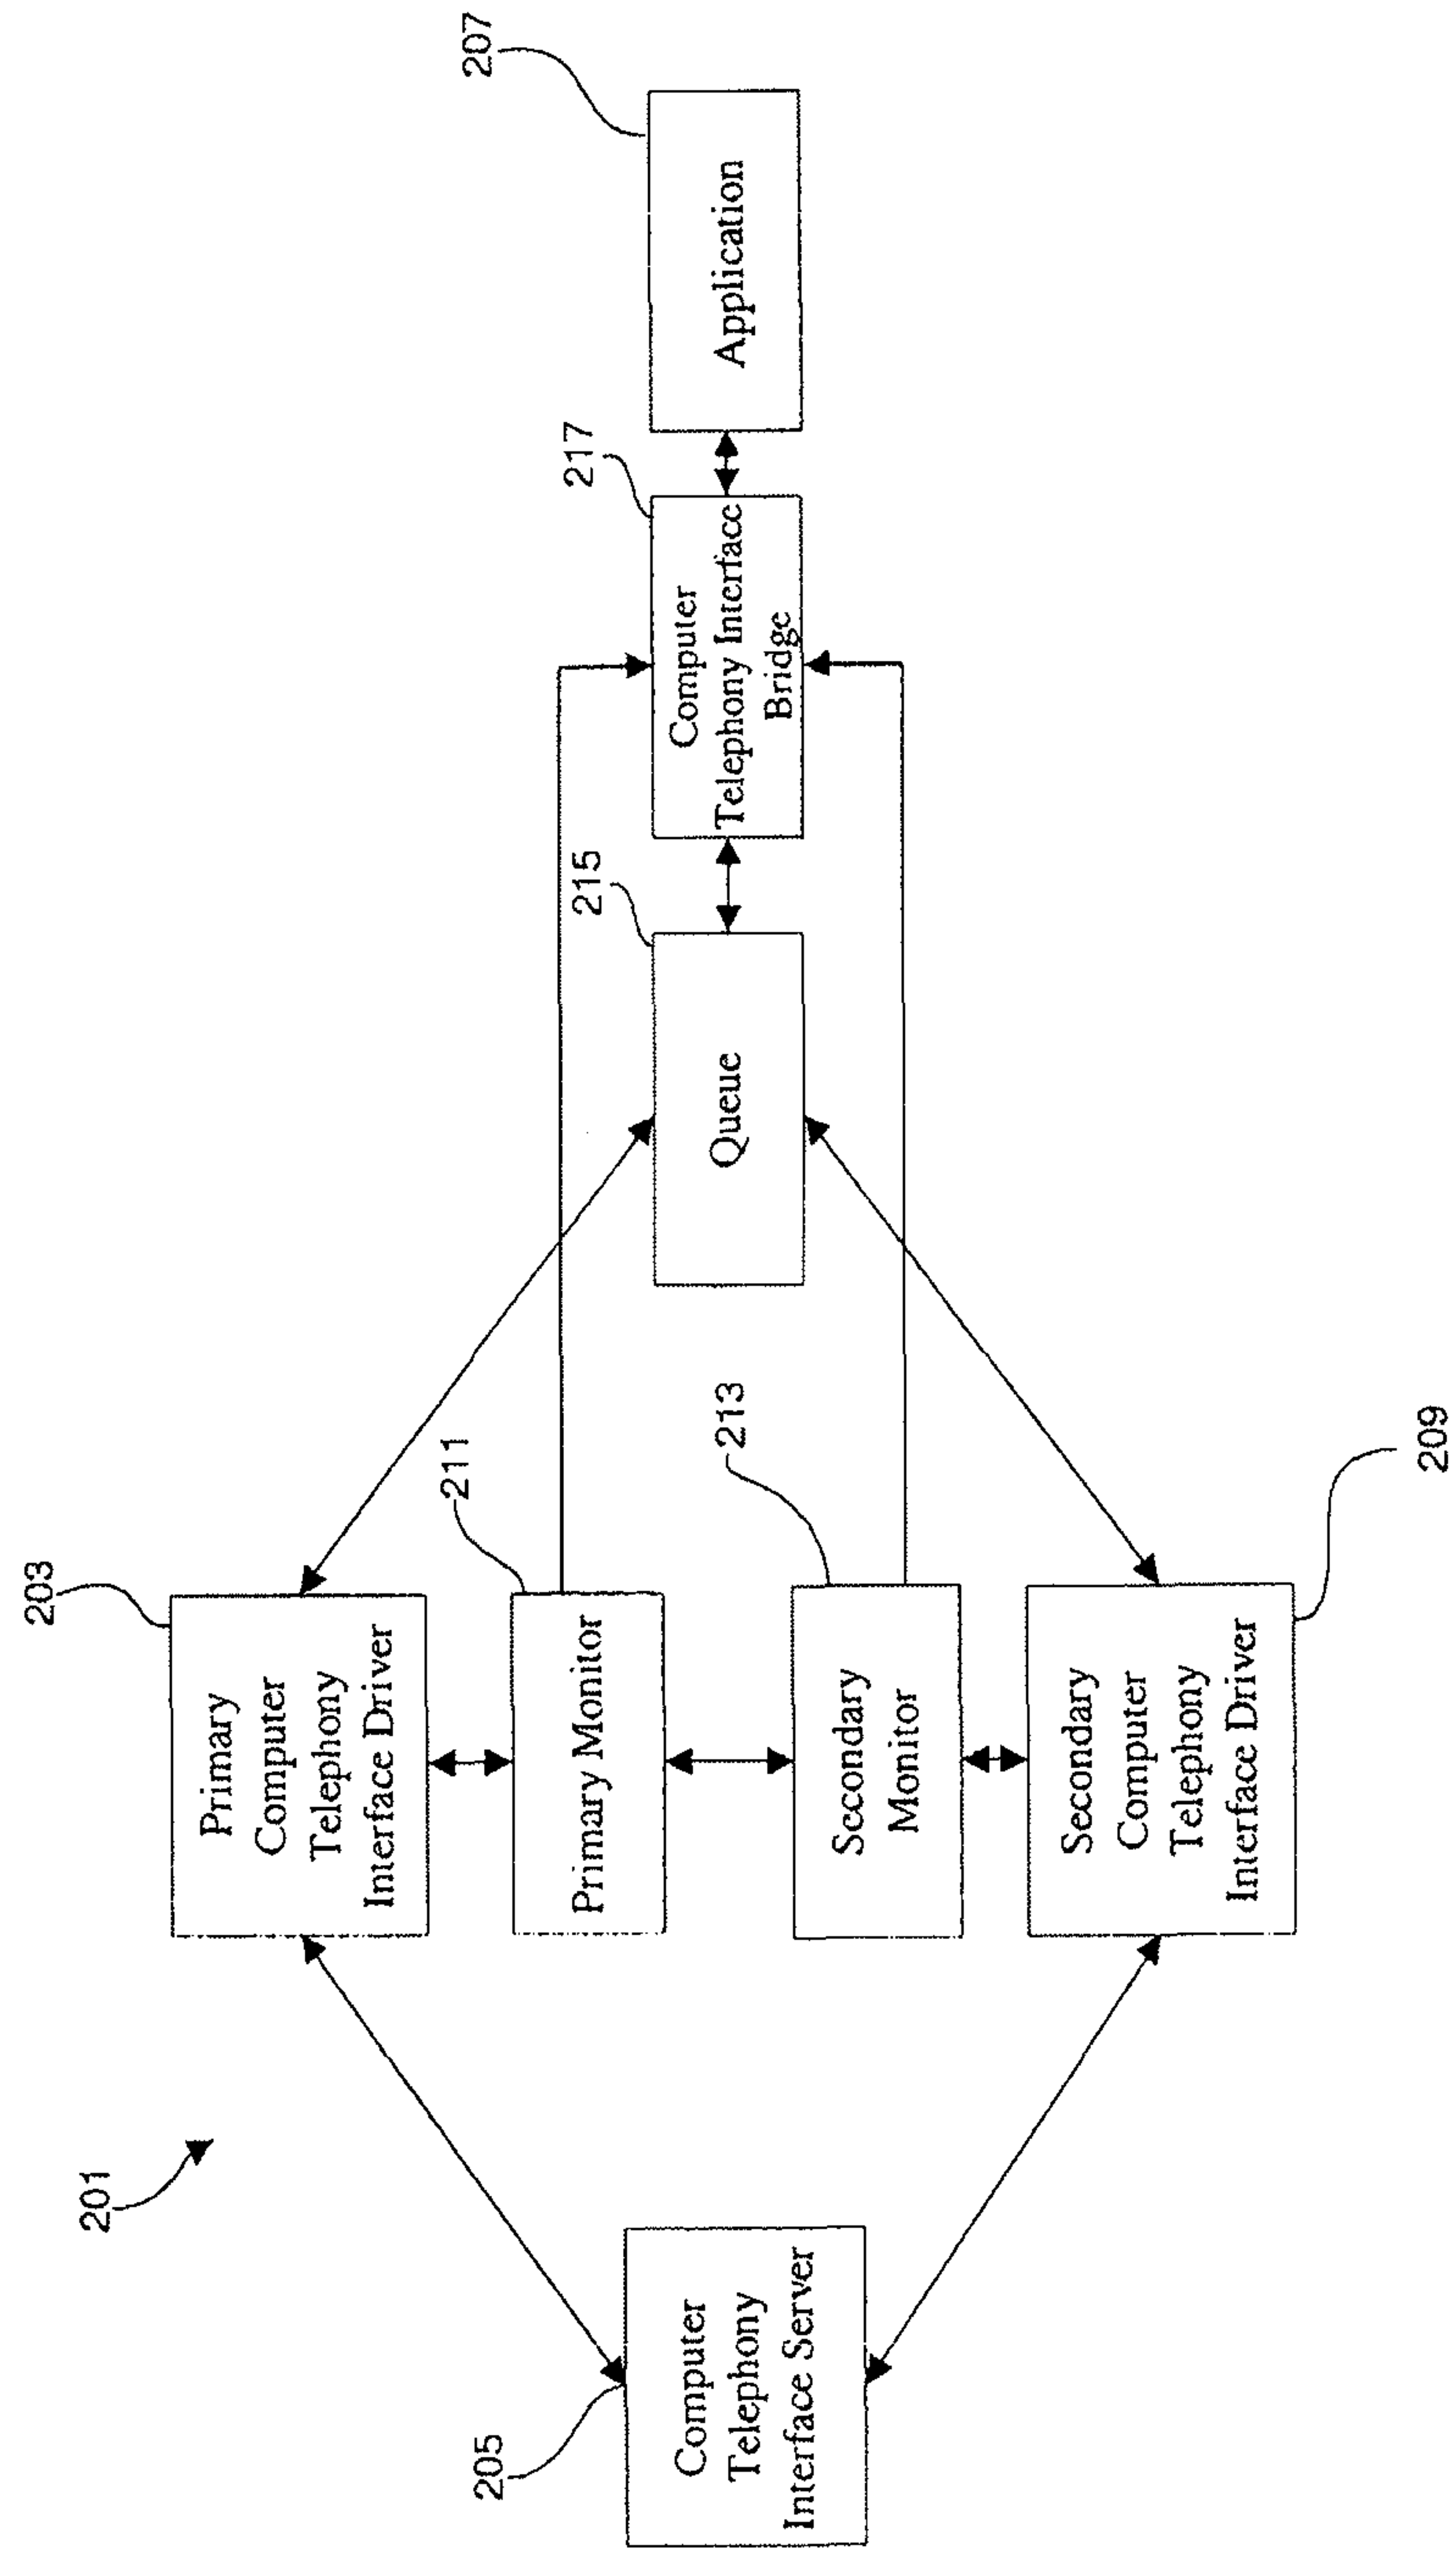 201
203
Primary
Computer
Telephony
Interface Driver
211
Primary Monitor
205
Computer
Telephony
Interface Server
213
Secondary
Monitor
Secondary
Computer
Telephony
Interface Driver
209
215
Queue
217
Computer
Telephony Interface
Bridge
207
Application